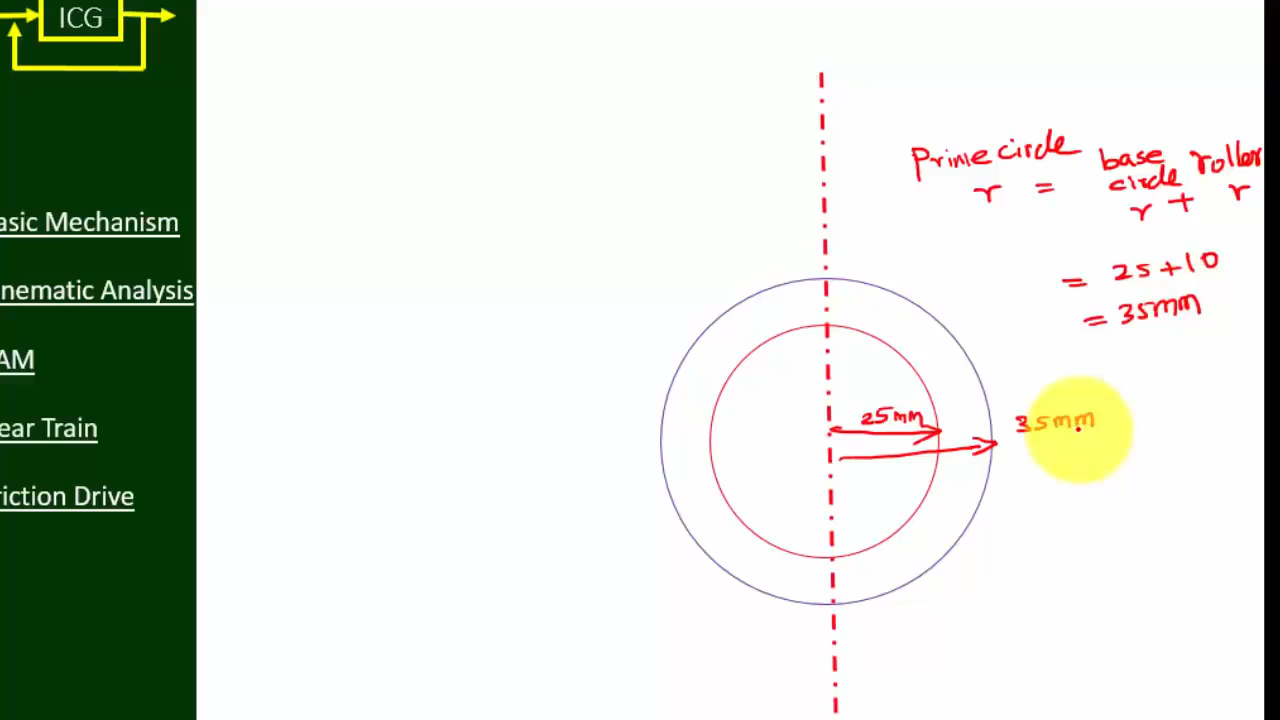 ICG
asic Mechanism
nematic Analysis
AM
ear Train
riction Drive
Prime circle base roller
r = circle
r + r
= 25+10
= 35mm
25mm
35mm